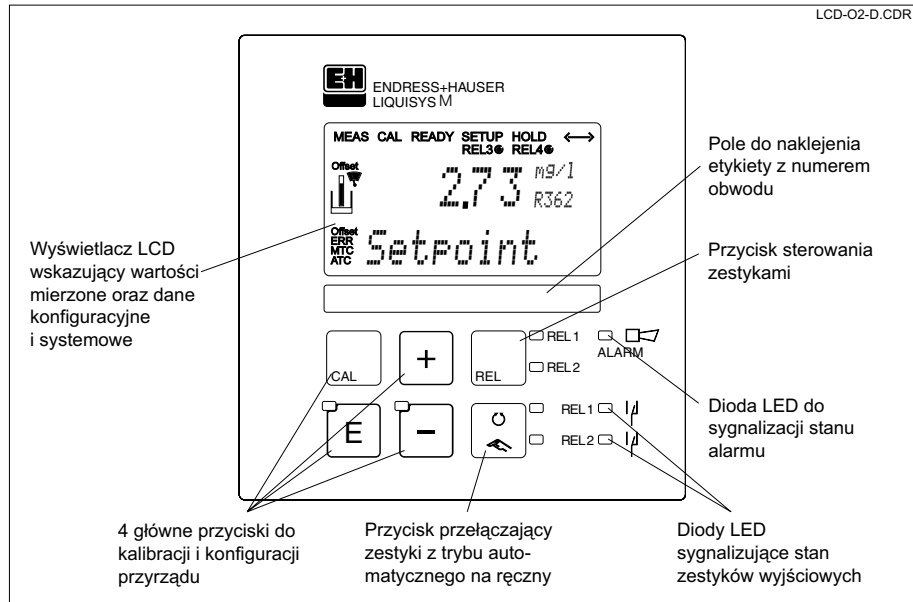 LCD-O2-D.CDR
E+H
ENDRESS+HAUSER
LIQUISYS M
MEAS CAL READY SETUP HOLD
REL3 REL4
Offset
2.73 mg/l
R362
Offset
ERR
MTC
ATC
Setpoint
Wyświetlacz LCD
wskazujący wartości
mierzone oraz dane
konfiguracyjne
i systemowe
Pole do naklejenia
etykiety z numerem
obwodu
Przycisk sterowania
zestykami
CAL
+
REL
REL 1
REL 2
ALARM
E
–
REL 1
REL 2
Dioda LED do
sygnalizacji stanu
alarmu
4 główne przyciski do
kalibracji i konfiguracji
przyrządu
Przycisk przełączający
zestyki z trybu auto-
matycznego na ręczny
Diody LED
sygnalizujące stan
zestyków wyjściowych